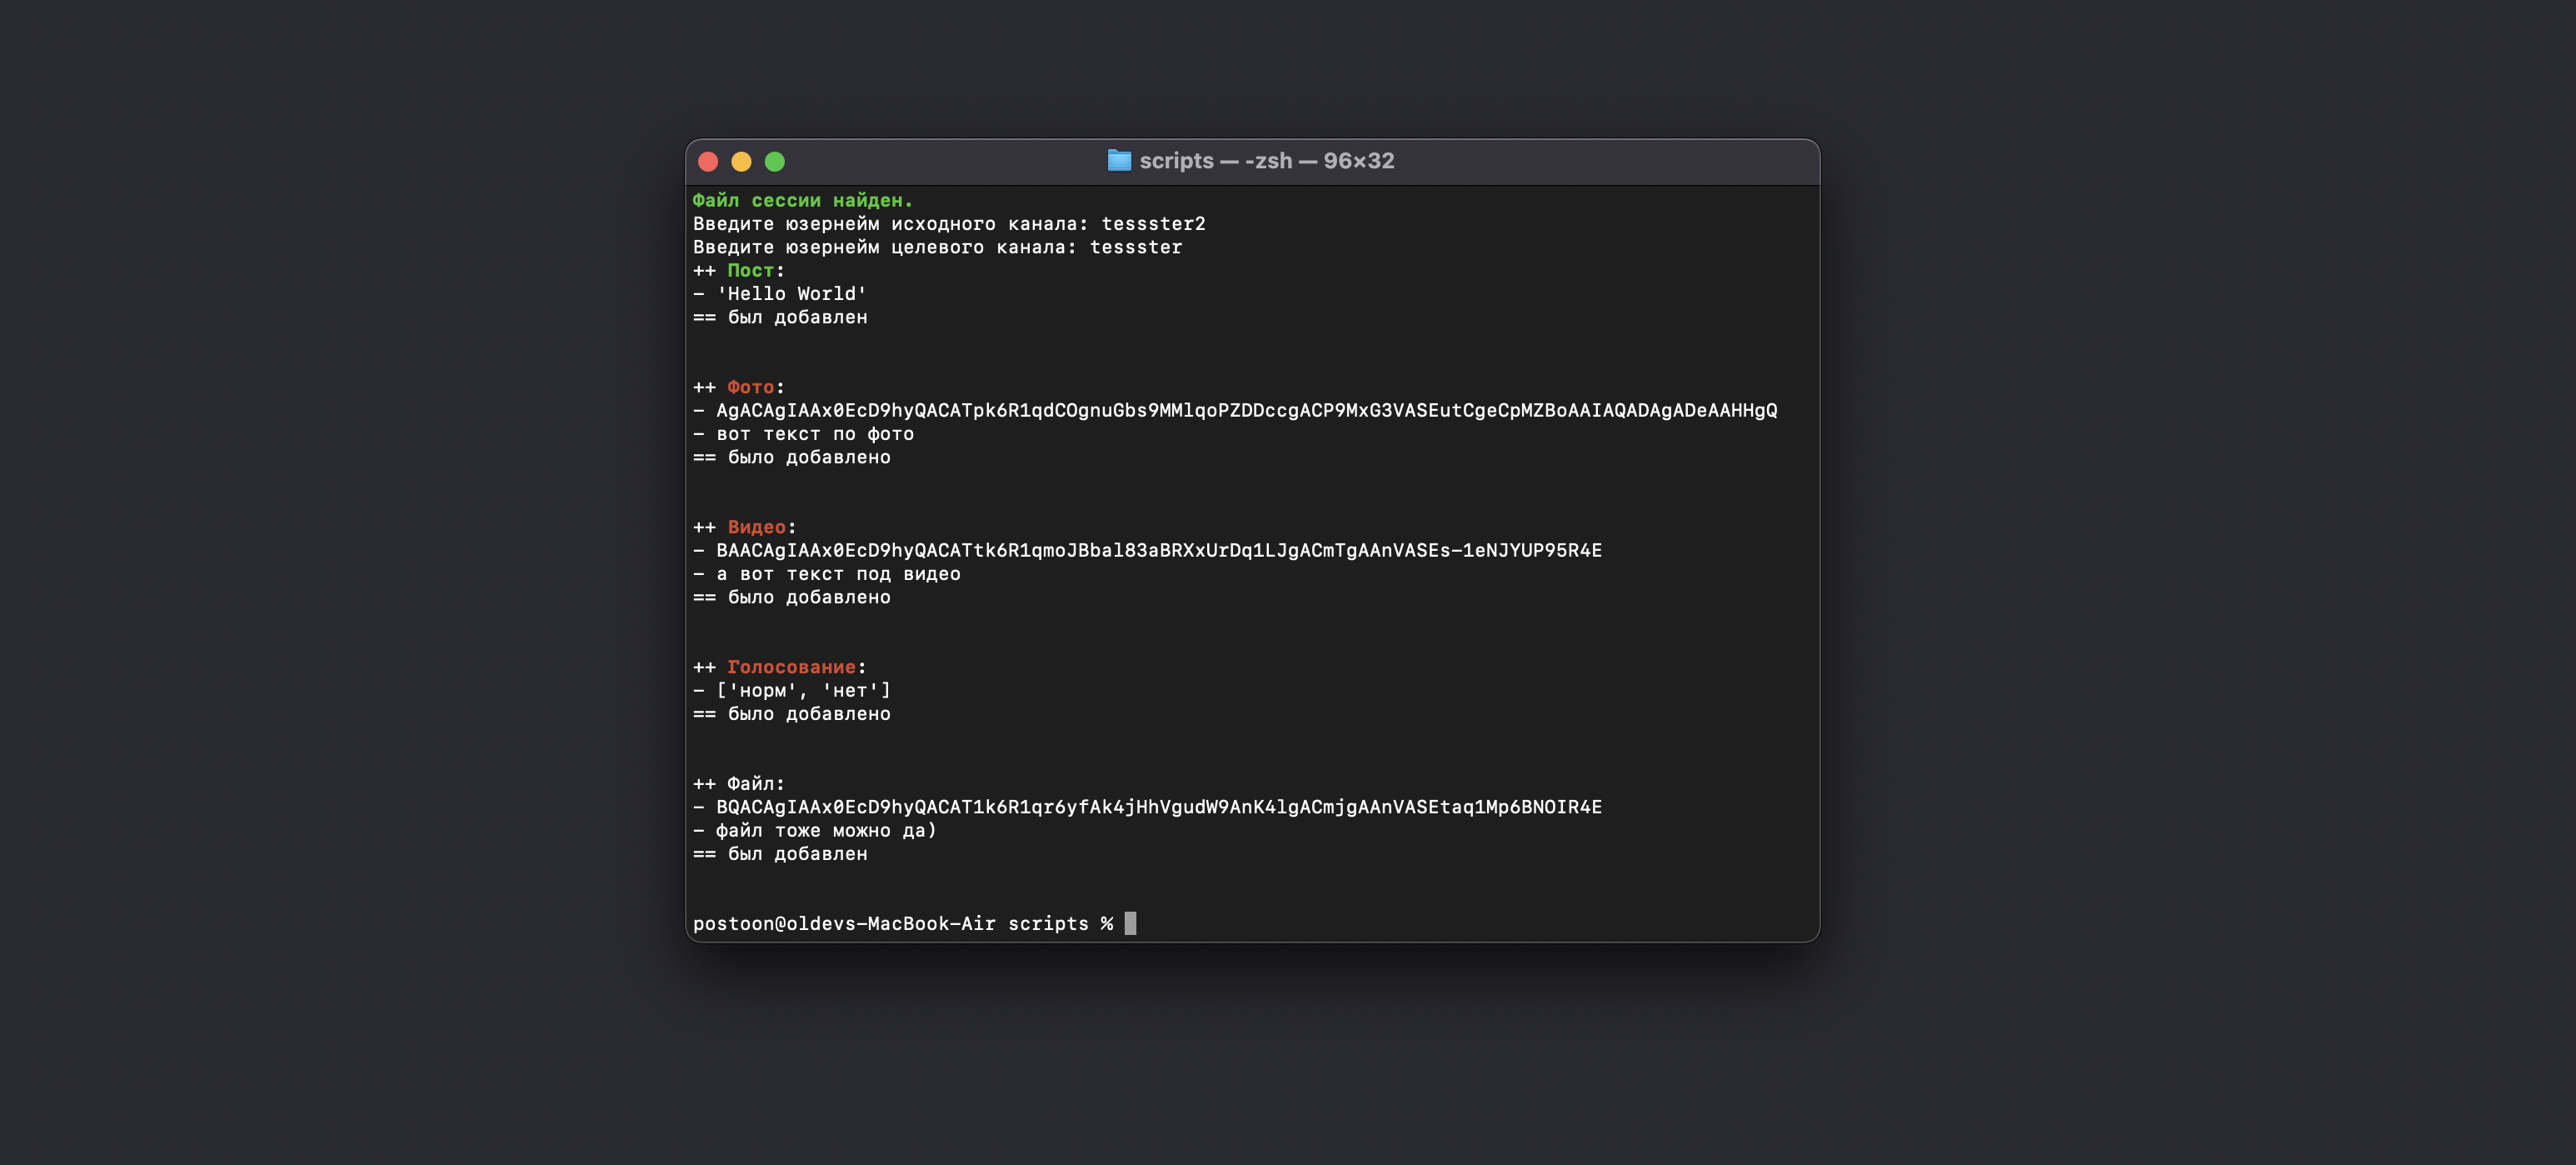 scripts — -zsh — 96×32
Файл сессии найден.
Введите юзернейм исходного канала: tessster2
Введите юзернейм целевого канала: tessster
++ Пост:
- 'Hello World'
== был добавлен
++ Фото:
- AgACAgIAAx0EcD9hyQACATpk6R1qdCOgnuGbs9MMlqoPZDDccgACP9MxG3VASEutCgeCpMZBoAAIAQADAgADeAAHHgQ
- вот текст по фото
== было добавлено
++ Видео:
- BAACAgIAAx0EcD9hyQACATtk6R1qmoJBbal83aBRXxUrDq1LJgACmTgAAnVASEs-1eNJYUP95R4E
- а вот текст под видео
== было добавлено
++ Голосование:
- ['норм', 'нет']
== было добавлено
++ Файл:
- BQACAgIAAx0EcD9hyQACAT1k6R1qr6yfAk4jHhVgudW9AnK4lgACmjgAAnVASEtaq1Mp6BNOIR4E
- файл тоже можно да)
== был добавлен
postoon@oldevs-MacBook-Air scripts %